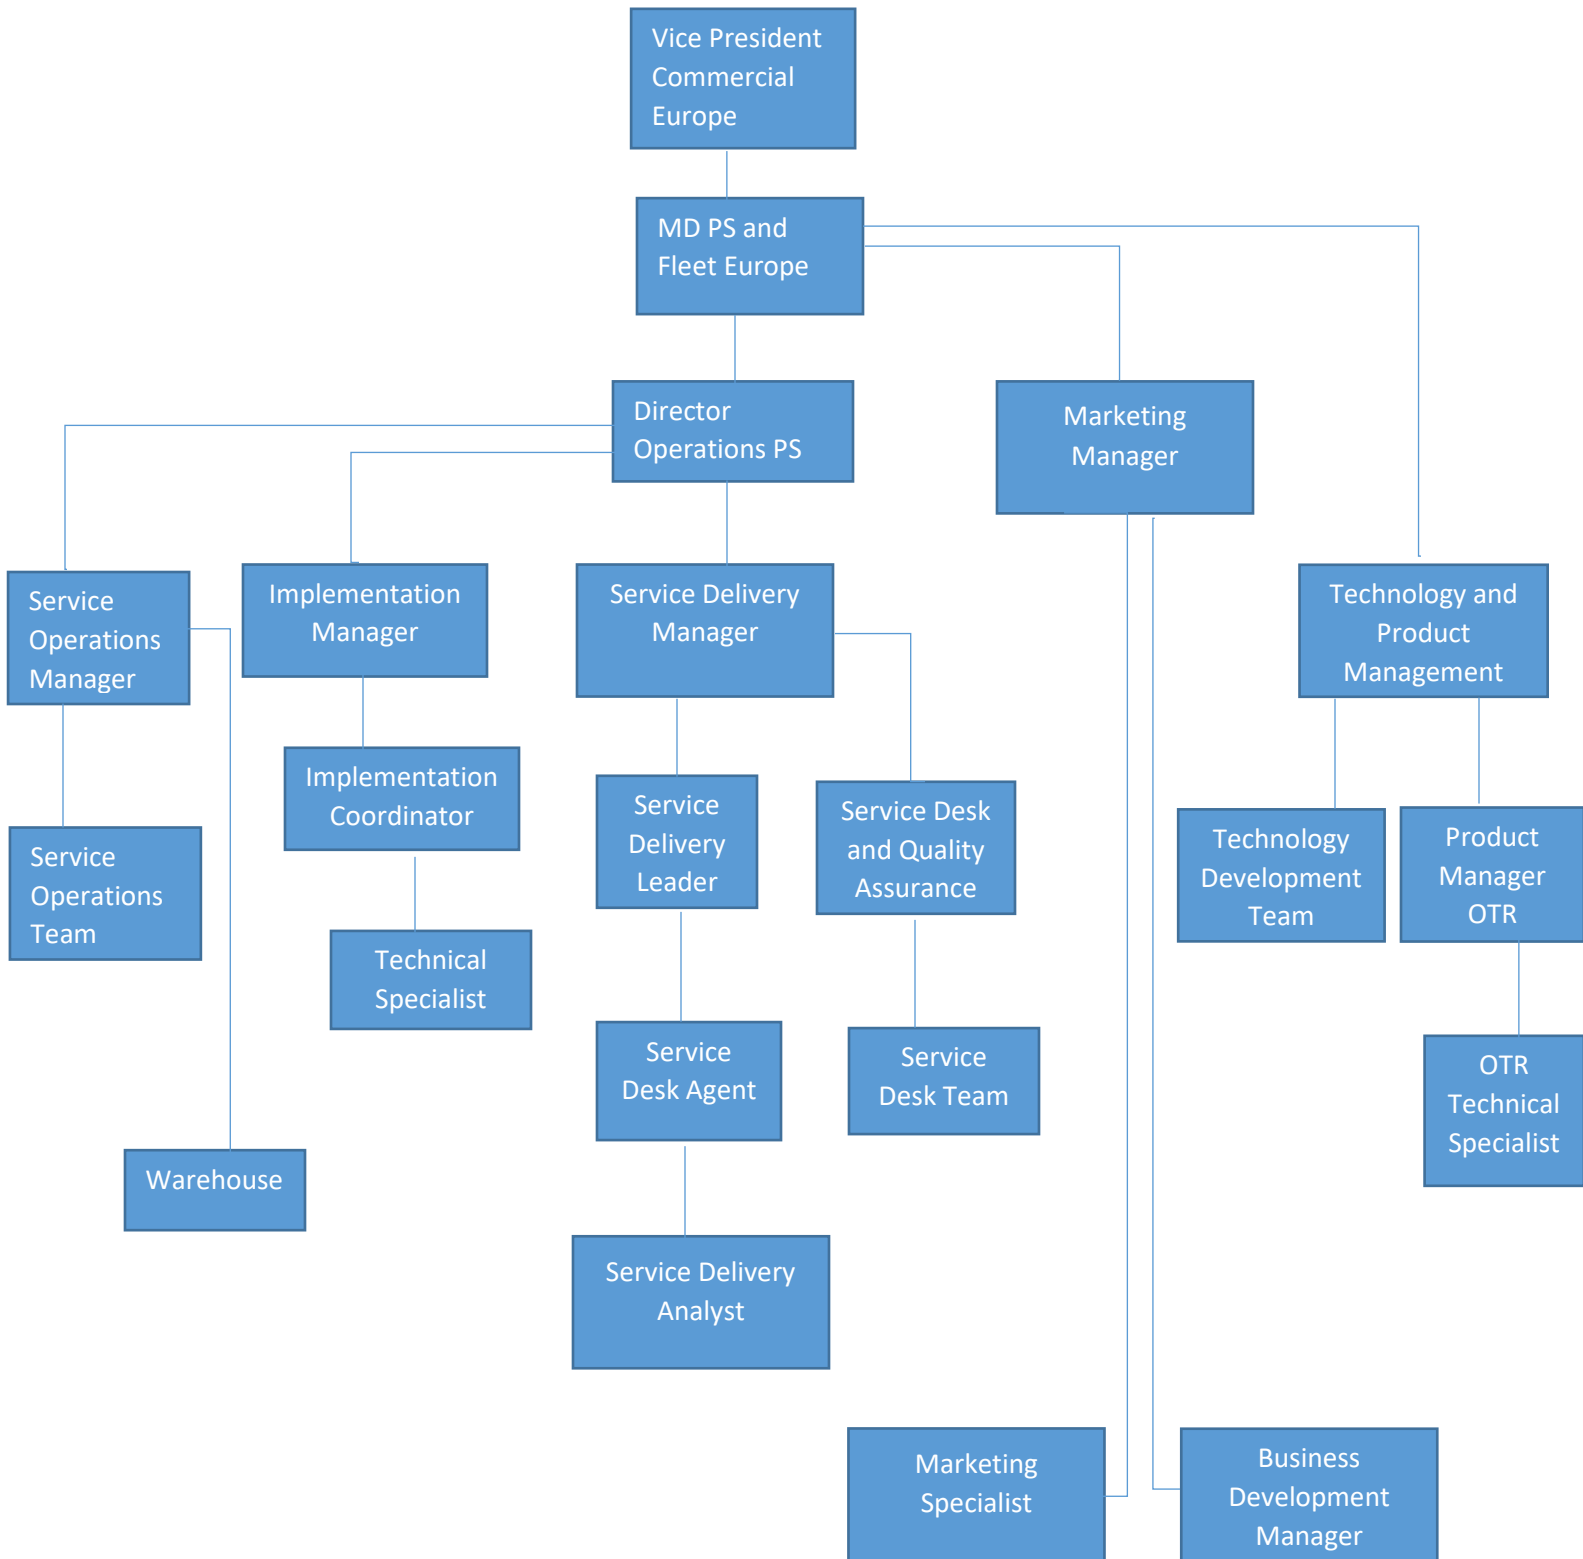 Vice President
Commercial
Europe
MD PS and
Fleet Europe
Director
Operations PS
Marketing
Manager
Service
Operations
Manager
Implementation
Manager
Service Delivery
Manager
Technology and
Product
Management
Implementation
Coordinator
Service
Delivery
Leader
Service Desk
and Quality
Assurance
Technology
Development
Team
Product
Manager
OTR
Service
Operations
Team
Technical
Specialist
Service
Desk Agent
Service
Desk Team
OTR
Technical
Specialist
Warehouse
Service Delivery
Analyst
Marketing
Specialist
Business
Development
Manager